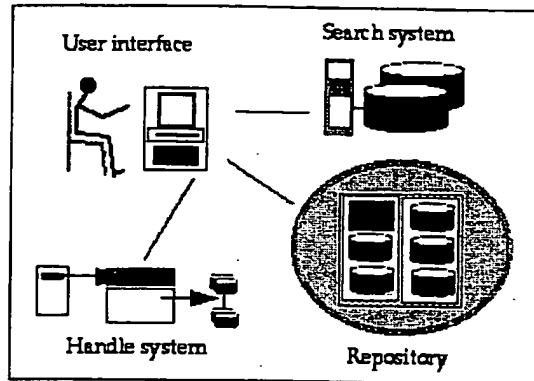 User interface
Search system
Handle system
Repository